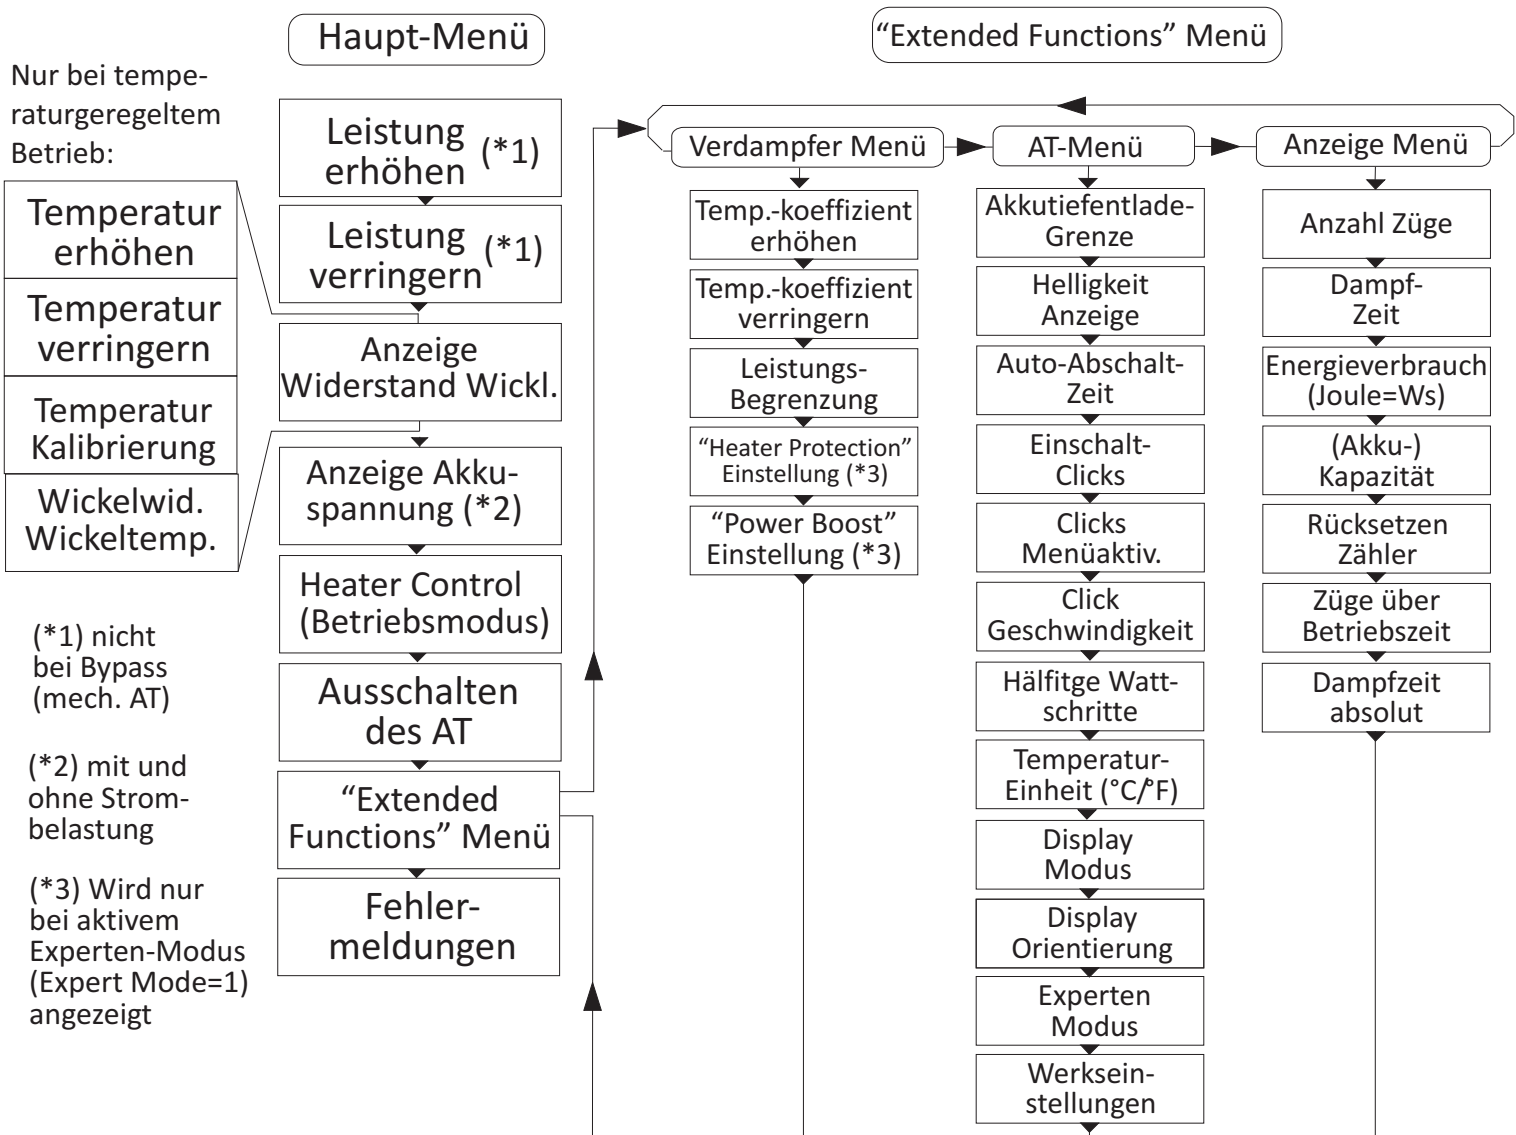 Haupt-Menü
Nur bei tempe-
raturgeregeltem
Betrieb:
Temperatur
erhöhen
Temperatur
verringern
Temperatur
Kalibrierung
Wickelwid.
Wickeltemp.
(*1) nicht
bei Bypass
(mech. AT)
(*2) mit und
ohne Strom-
belastung
(*3) Wird nur
bei aktivem
Experten-Modus
(Expert Mode=1)
angezeigt
Leistung
erhöhen (*1)
Leistung
verringern (*1)
Anzeige
Widerstand Wickl.
Anzeige Akku-
spannung (*2)
Heater Control
(Betriebsmodus)
Ausschalten
des AT
“Extended
Functions” Menü
Fehler-
meldungen
“Extended Functions” Menü
Verdampfer Menü
Temp.-koeffizient
erhöhen
Temp.-koeffizient
verringern
Leistungs-
Begrenzung
“Heater Protection”
Einstellung (*3)
“Power Boost”
Einstellung (*3)
AT-Menü
Akkutiefentlade-
Grenze
Helligkeit
Anzeige
Auto-Abschalt-
Zeit
Einschalt-
Clicks
Clicks
Menüaktiv.
Click
Geschwindigkeit
Hälfitge Watt-
schritte
Temperatur-
Einheit (°C/°F)
Display
Modus
Display
Orientierung
Experten
Modus
Werksein-
stellungen
Anzeige Menü
Anzahl Züge
Dampf-
Zeit
Energieverbrauch
(Joule=Ws)
(Akku-)
Kapazität
Rücksetzen
Zähler
Züge über
Betriebszeit
Dampfzeit
absolut